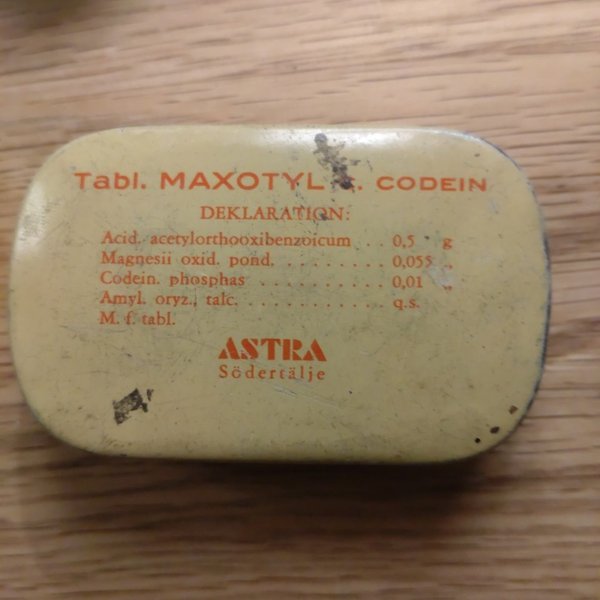 Tabl. MAXOTYL c. CODEIN
DEKLARATION:
Acid. acetylorthooxibenzoicum . . 0,5 g
Magnesii oxid. pond. . . . . . . . . . 0,055 „
Codein. phosphas . . . . . . . . . . . 0,01 „
Amyl. oryz., talc. . . . . . . . . . . . q.s.
M. f. tabl.
ASTRA
Södertälje